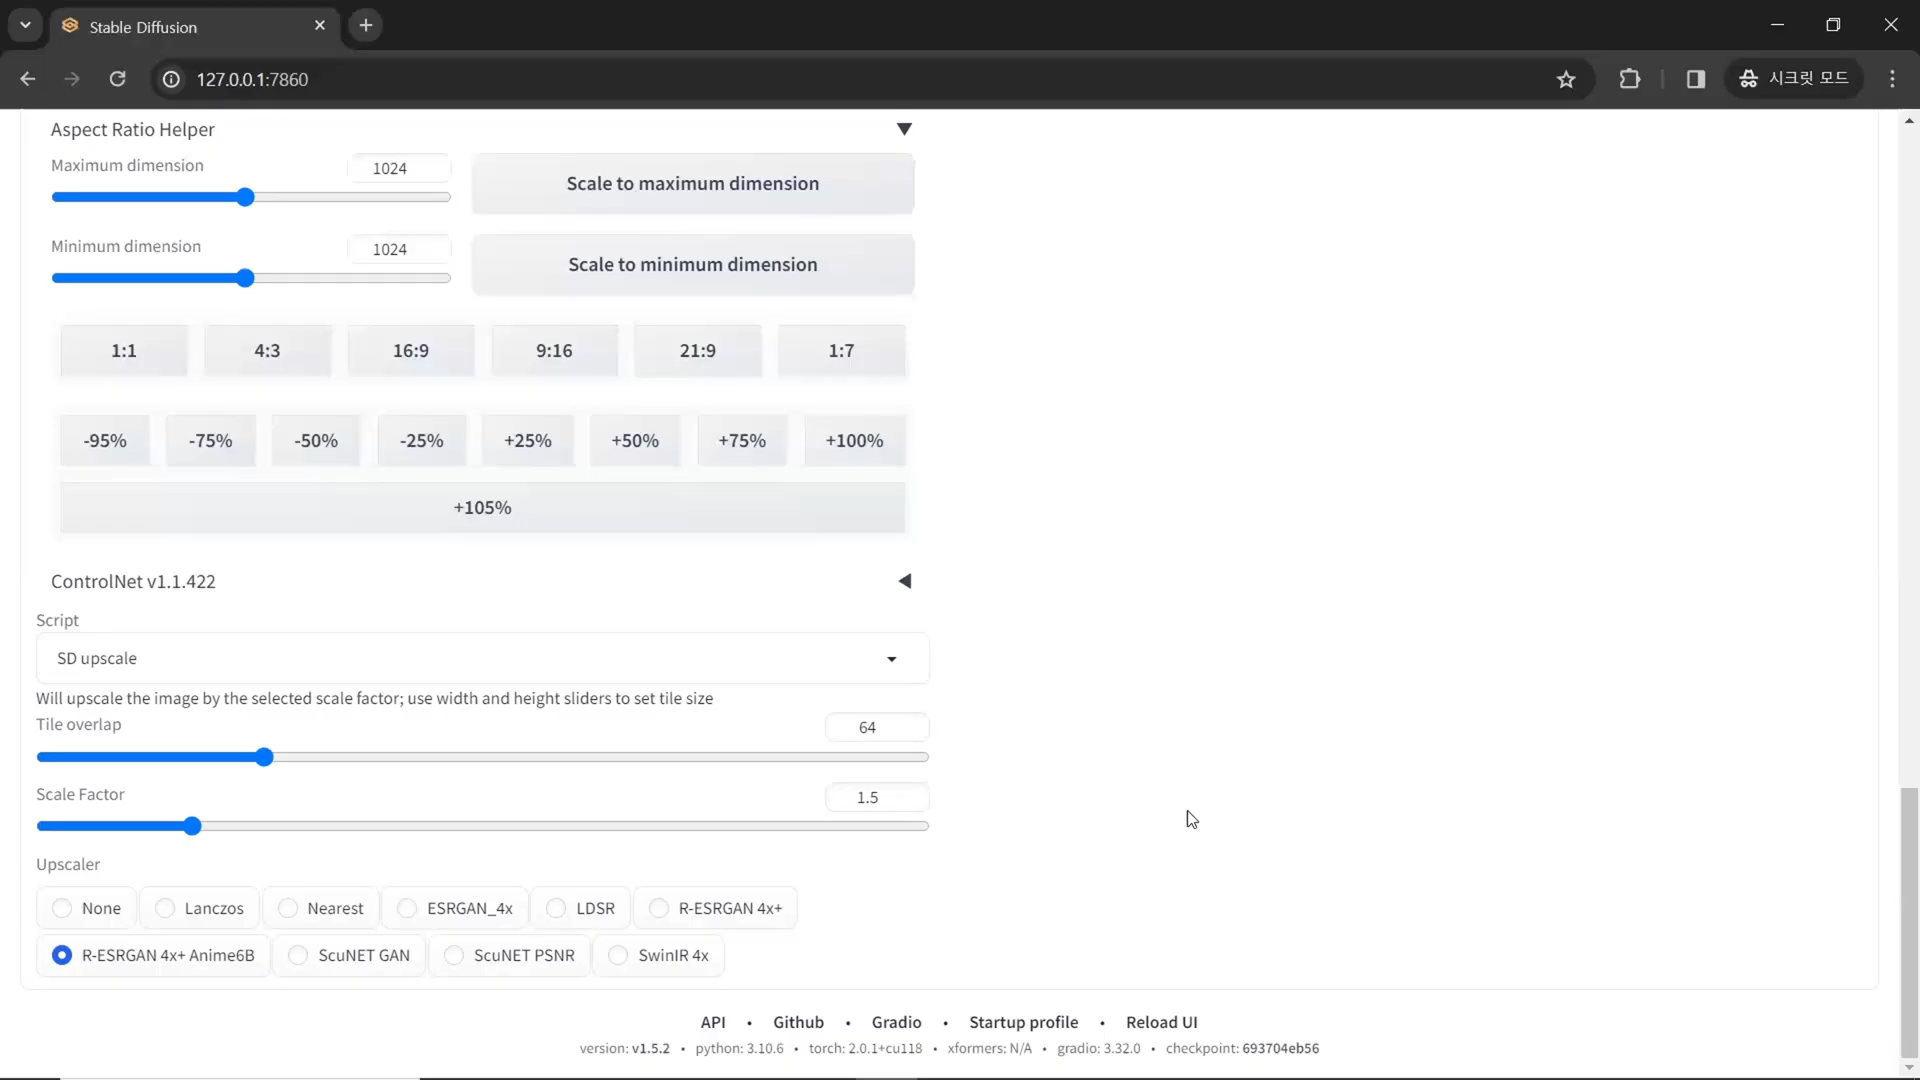 Stable Diffusion
127.0.0.1:7860
시크릿 모드
Aspect Ratio Helper
Maximum dimension
1024
Scale to maximum dimension
Minimum dimension
1024
Scale to minimum dimension
1:1 4:3 16:9 9:16 21:9 1:7
-95% -75% -50% -25% +25% +50% +75% +100%
+105%
ControlNet v1.1.422
Script
SD upscale
Will upscale the image by the selected scale factor; use width and height sliders to set tile size
Tile overlap
64
Scale Factor
1.5
Upscaler
None Lanczos Nearest ESRGAN_4x LDSR R-ESRGAN 4x+
R-ESRGAN 4x+ Anime6B ScuNET GAN ScuNET PSNR SwinIR 4x
API • Github • Gradio • Startup profile • Reload UI
version: v1.5.2 • python: 3.10.6 • torch: 2.0.1+cu118 • xformers: N/A • gradio: 3.32.0 • checkpoint: 693704eb56